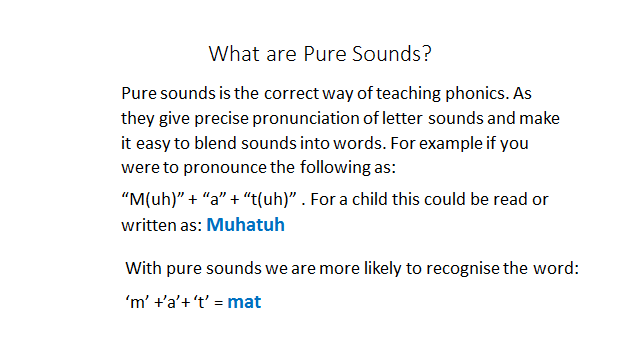 What are Pure Sounds?
Pure sounds is the correct way of teaching phonics. As
they give precise pronunciation of letter sounds and make
it easy to blend sounds into words. For example if you
were to pronounce the following as:
“M(uh)” + “a” + “t(uh)” . For a child this could be read or
written as: Muhatuh
With pure sounds we are more likely to recognise the word:
‘m’ +’a’+ ‘t’ = mat